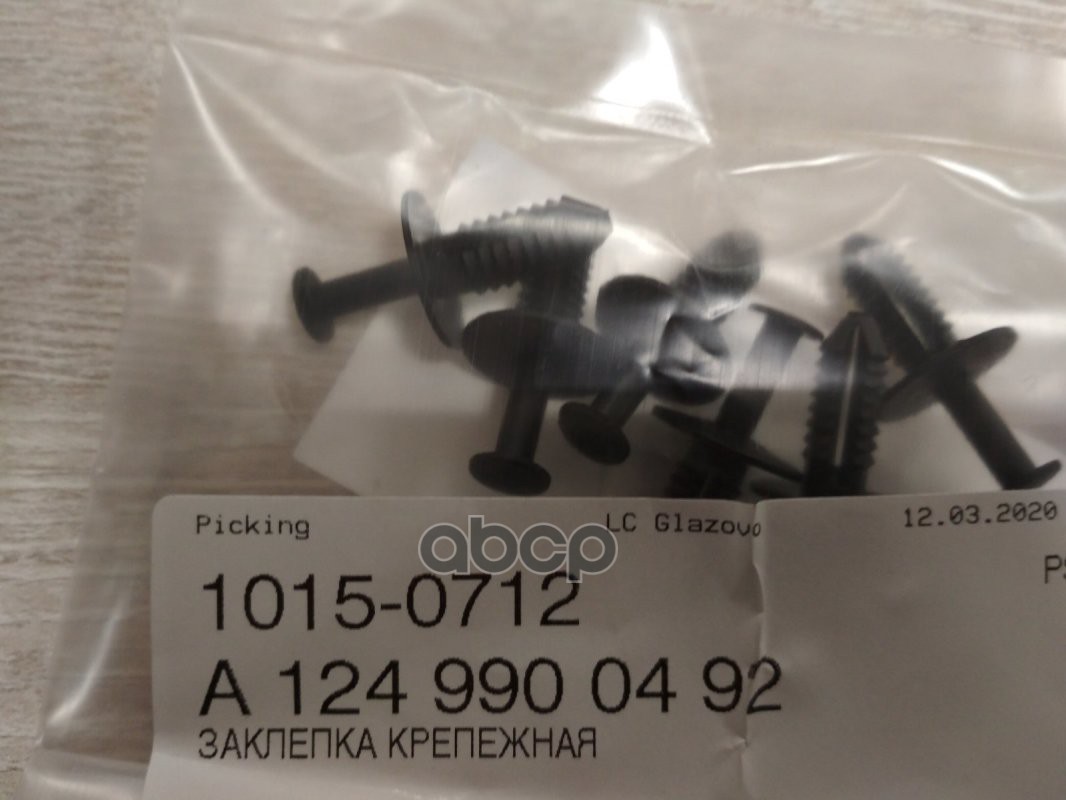 Picking LC Glazovo 12.03.2020
abcp
1015-0712
A 124 990 04 92
ЗАКЛЕПКА КРЕПЕЖНАЯ